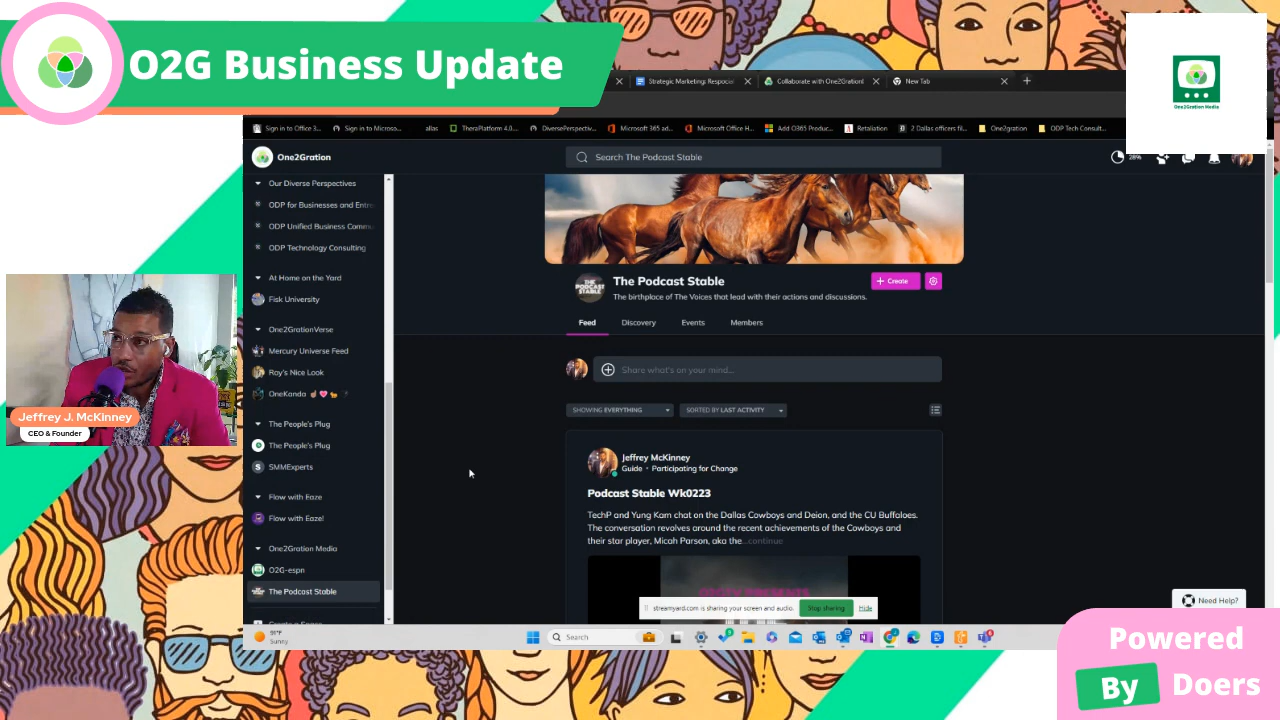 O2G Business Update
One2Gration Media
Strategic Marketing: Respocial
Collaborate with One2Gration!
New Tab
Sign in to Office 3...
Sign in to Microso...
allas
TheraPlatform 4.0...
DiversePerspectiv...
Microsoft 365 ad...
Microsoft Office H...
Add O365 Produc...
Retaliation
2 Dallas officers fil...
One2gration
ODP Tech Consult...
One2Gration
Search The Podcast Stable
28%
Our Diverse Perspectives
ODP for Businesses and Entre
ODP Unified Business Commu
ODP Technology Consulting
At Home on the Yard
Fisk University
One2GrationVerse
Mercury Universe Feed
Roy's Nice Look
OneKanda
The People's Plug
The People's Plug
SMMExperts
Flow with Eaze
Flow with Eaze!
One2Gration Media
O2G-espn
The Podcast Stable
THE PODCAST STABLE
The Podcast Stable
The birthplace of The Voices that lead with their actions and discussions.
+ Create
Feed
Discovery
Events
Members
Share what's on your mind...
SHOWING EVERYTHING
SORTED BY LAST ACTIVITY
Jeffrey McKinney
Guide • Participating for Change
Podcast Stable Wk0223
TechP and Yung Kam chat on the Dallas Cowboys and Deion, and the CU Buffaloes.
The conversation revolves around the recent achievements of the Cowboys and
their star player, Micah Parson, aka the...continue
streamyard.com is sharing your screen and audio.
Stop sharing
Hide
Need Help?
Jeffrey J. McKinney
CEO & Founder
Sunny
Search
Powered
By Doers